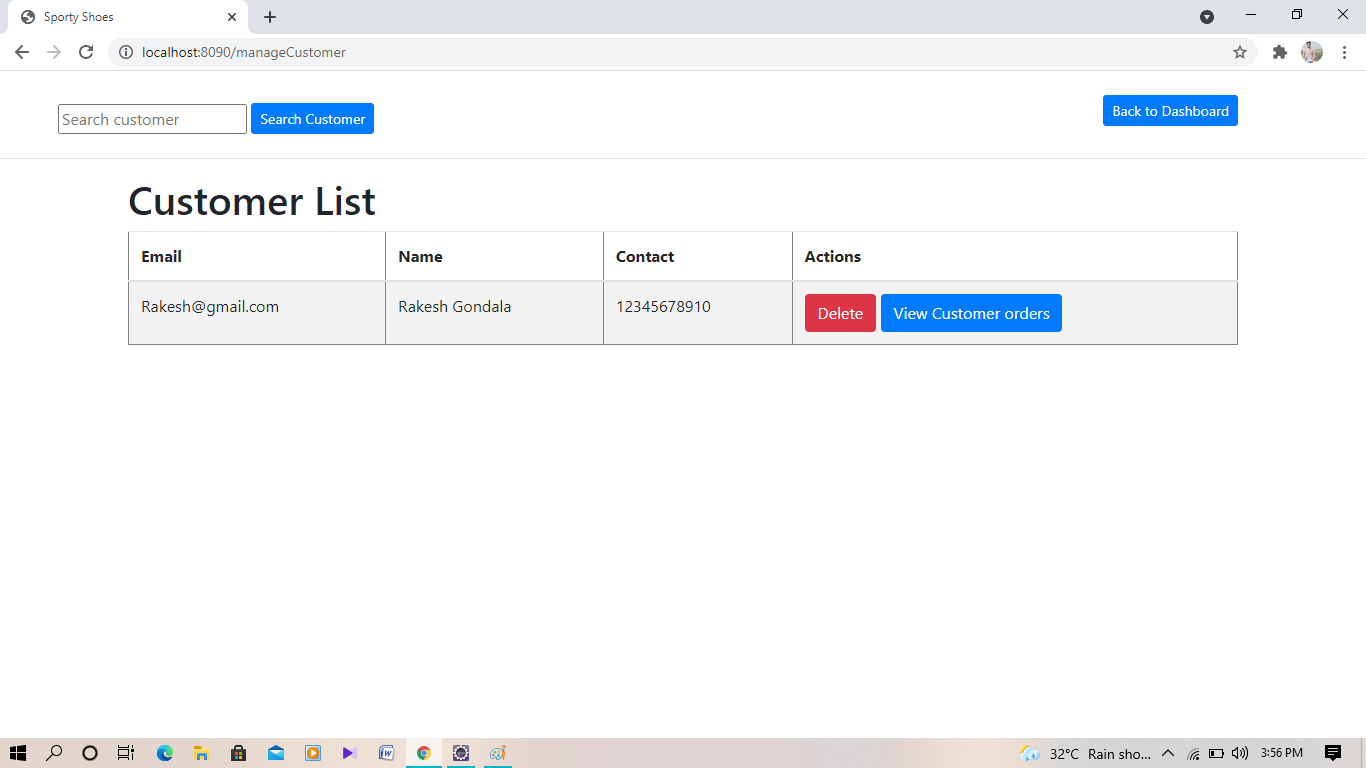 Sporty Shoes
localhost:8090/manageCustomer
Search customer
Search Customer
Back to Dashboard
Customer List
Email Name Contact Actions
Rakesh@gmail.com Rakesh Gondala 12345678910 Delete View Customer orders
32°C Rain sho... 3:56 PM